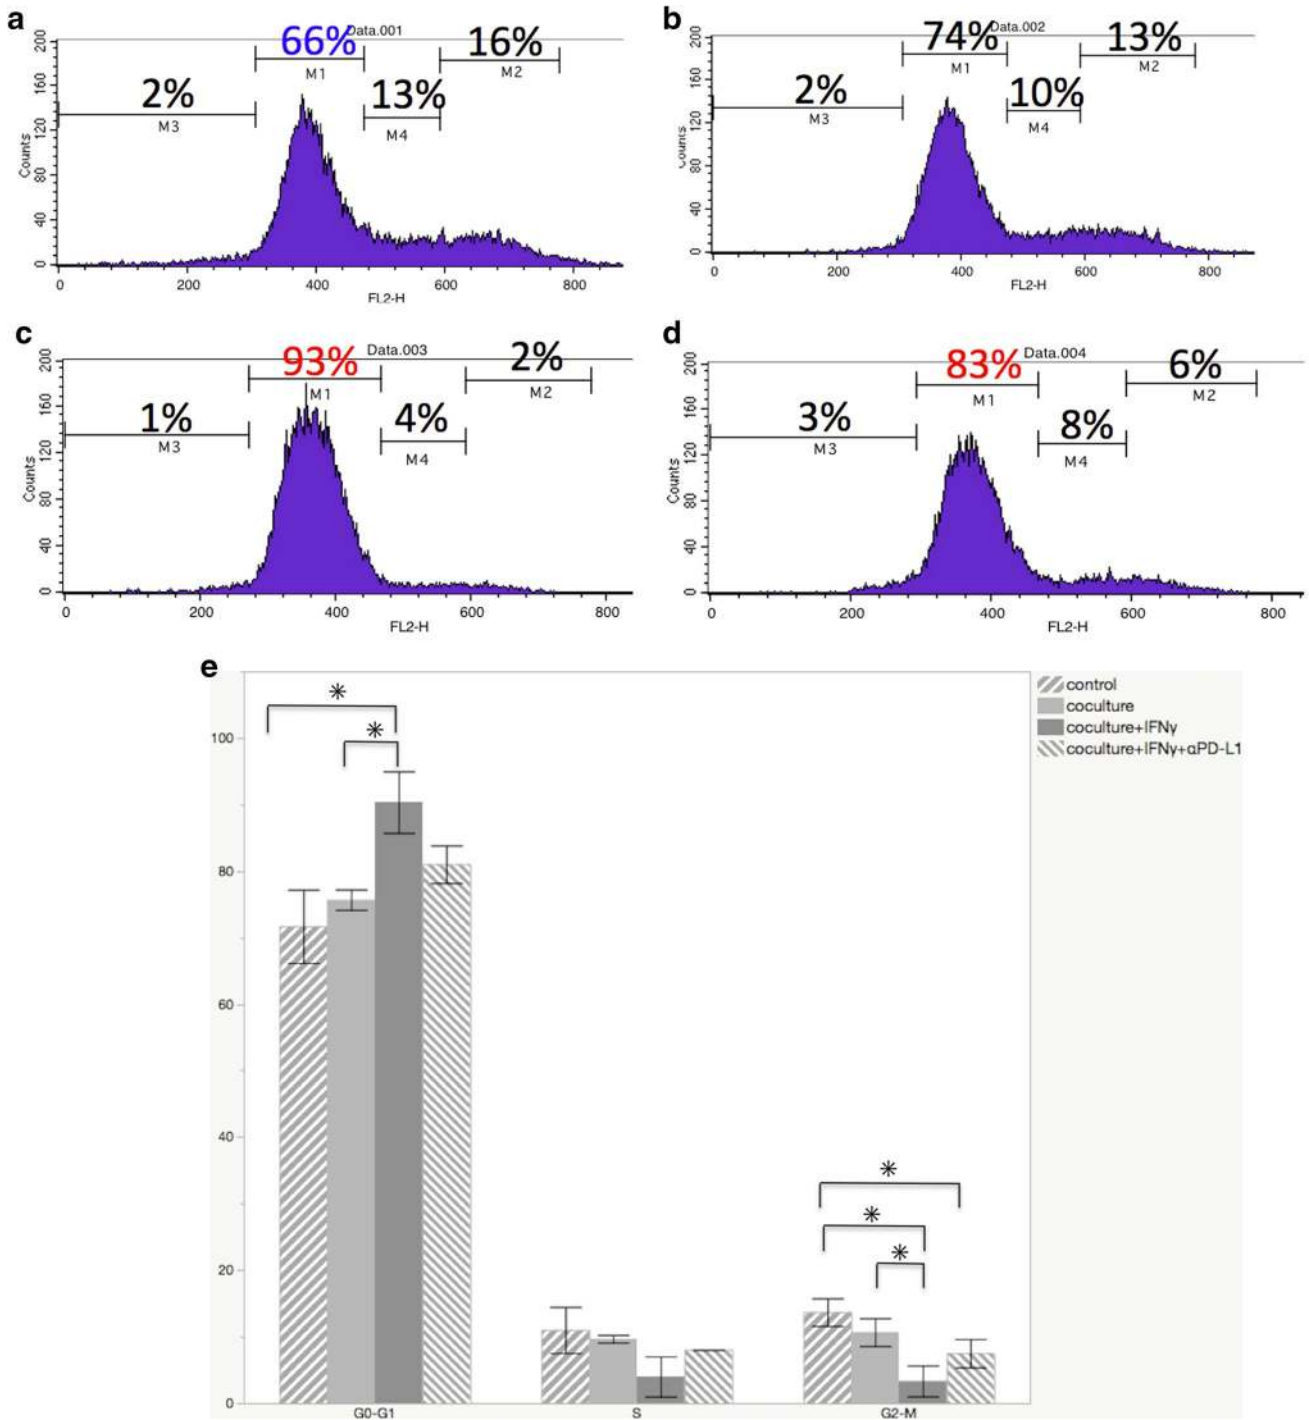 a
66%
Data.001
16%
M1
M2
2%
13%
M3
M4
Counts
200
160
120
80
40
0
0 200 400 600 800
FL2-H
b
74%
Data.002
13%
M1
M2
2%
10%
M3
M4
Counts
200
160
120
80
40
0
0 200 400 600 800
FL2-H
c
93%
Data.003
2%
M1
M2
1%
4%
M3
M4
Counts
200
160
120
80
40
0
0 200 400 600 800
FL2-H
d
83%
Data.004
6%
M1
M2
3%
8%
M3
M4
Counts
200
160
120
80
40
0
0 200 400 600 800
FL2-H
e
control
coculture
coculture+IFNγ
coculture+IFNγ+αPD-L1
*
*
*
*
*
100
80
60
40
20
0
G0-G1 S G2-M